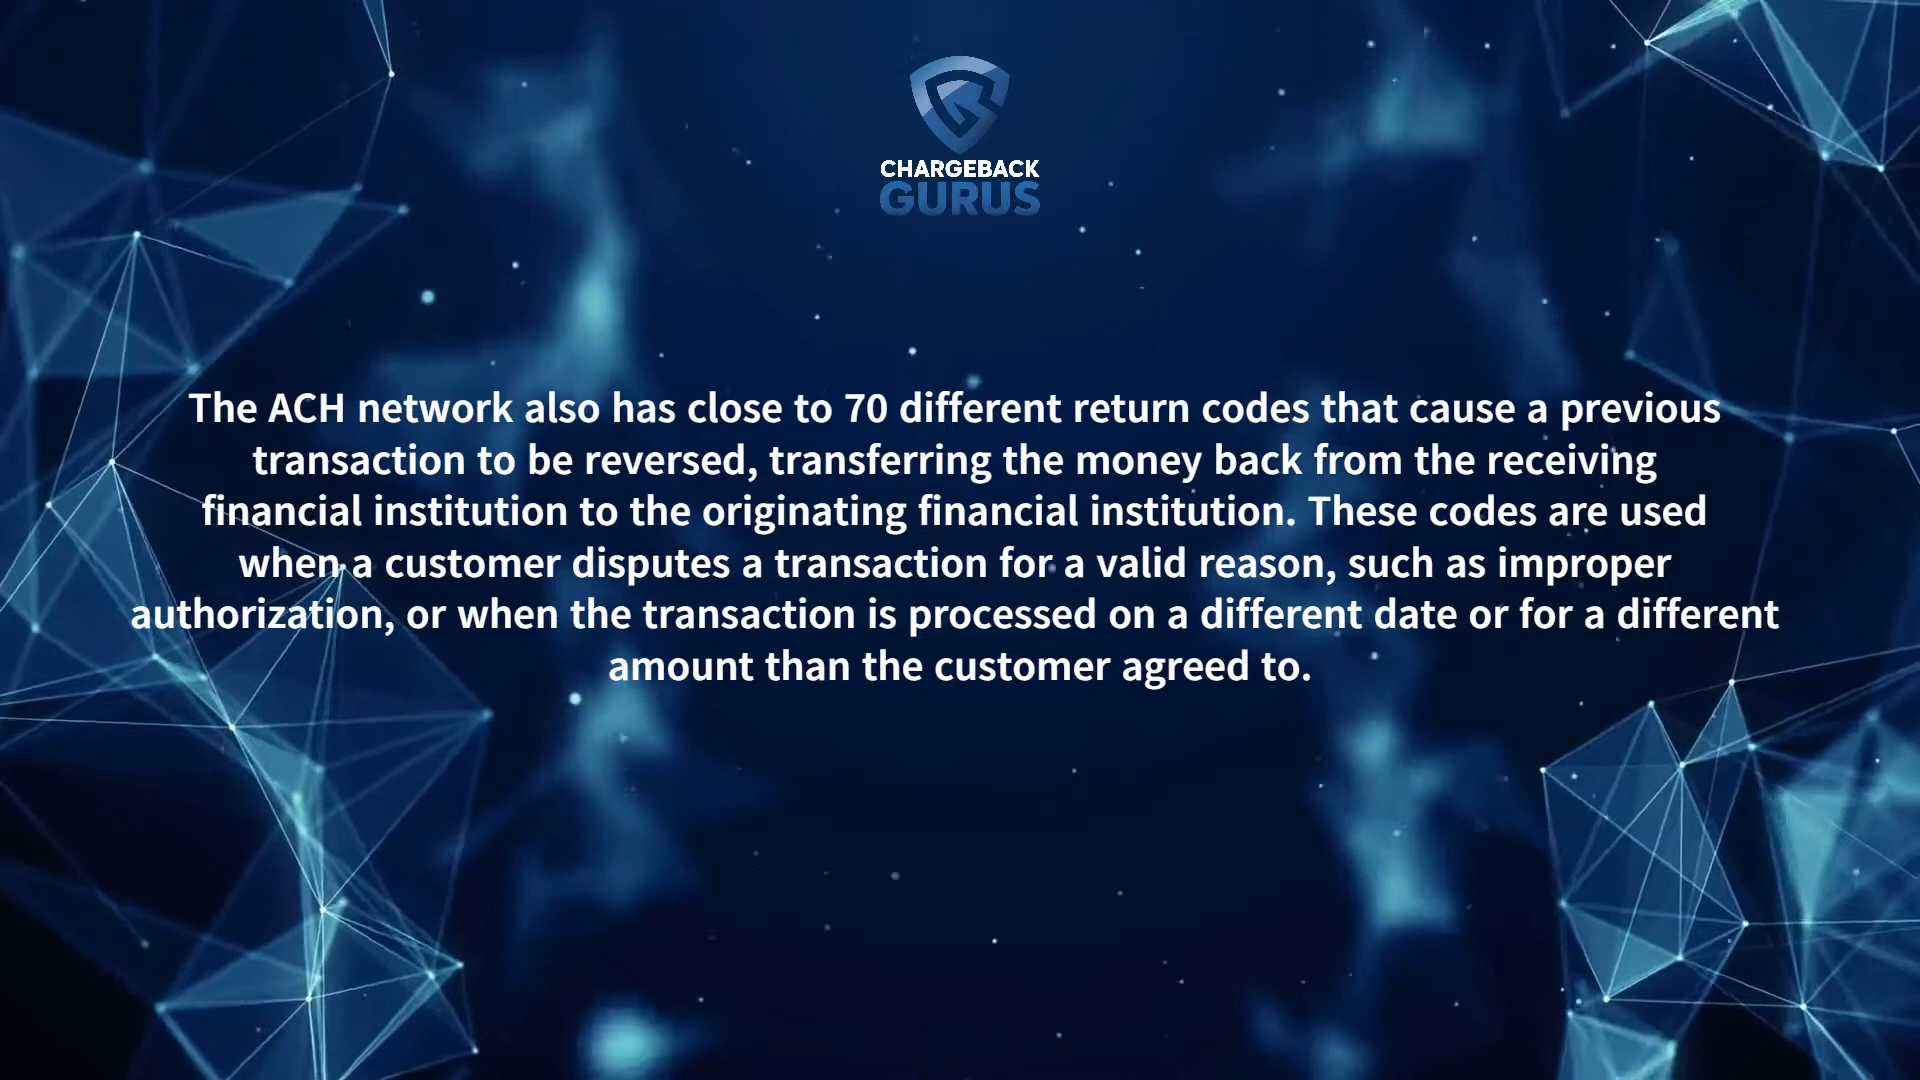 CHARGEBACK
GURUS
The ACH network also has close to 70 different return codes that cause a previous
transaction to be reversed, transferring the money back from the receiving
financial institution to the originating financial institution. These codes are used
when a customer disputes a transaction for a valid reason, such as improper
authorization, or when the transaction is processed on a different date or for a different
amount than the customer agreed to.